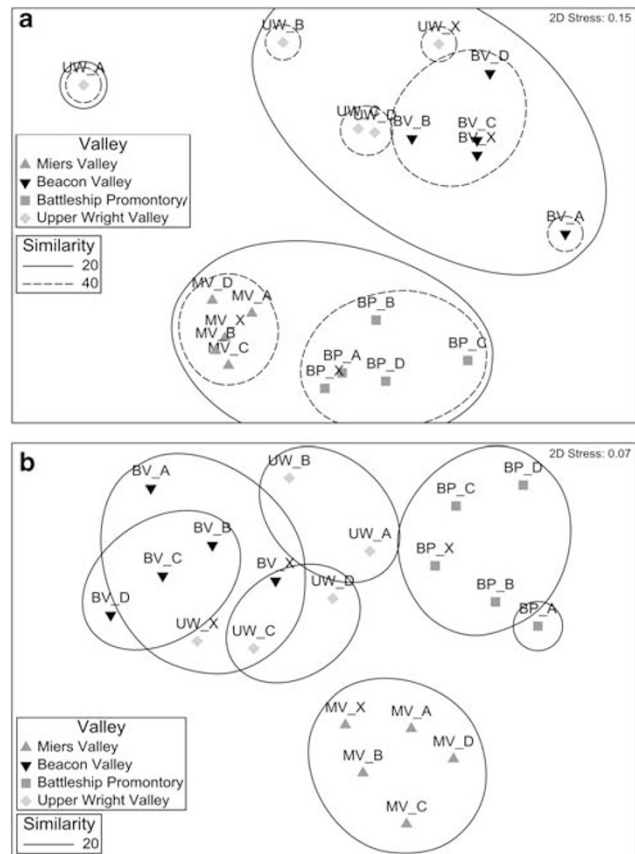 a
2D Stress: 0.15
UW_B
UW_X
UW_A
BV_D
UW_C
UW_D
BV_B
BV_C
BV_X
BV_A
Valley
Miers Valley
Beacon Valley
Battleship Promontory
Upper Wright Valley
Similarity
20
40
MV_D
MV_A
MV_X
MV_B
MV_C
BP_B
BP_C
BP_A
BP_D
BP_X
b
2D Stress: 0.07
UW_B
BV_A
BP_D
BP_C
BV_B
UW_A
BV_C
BV_X
BP_X
UW_D
BV_D
BP_B
BP_A
UW_X
UW_C
MV_X
MV_A
MV_D
MV_B
MV_C
Valley
Miers Valley
Beacon Valley
Battleship Promontory
Upper Wright Valley
Similarity
20